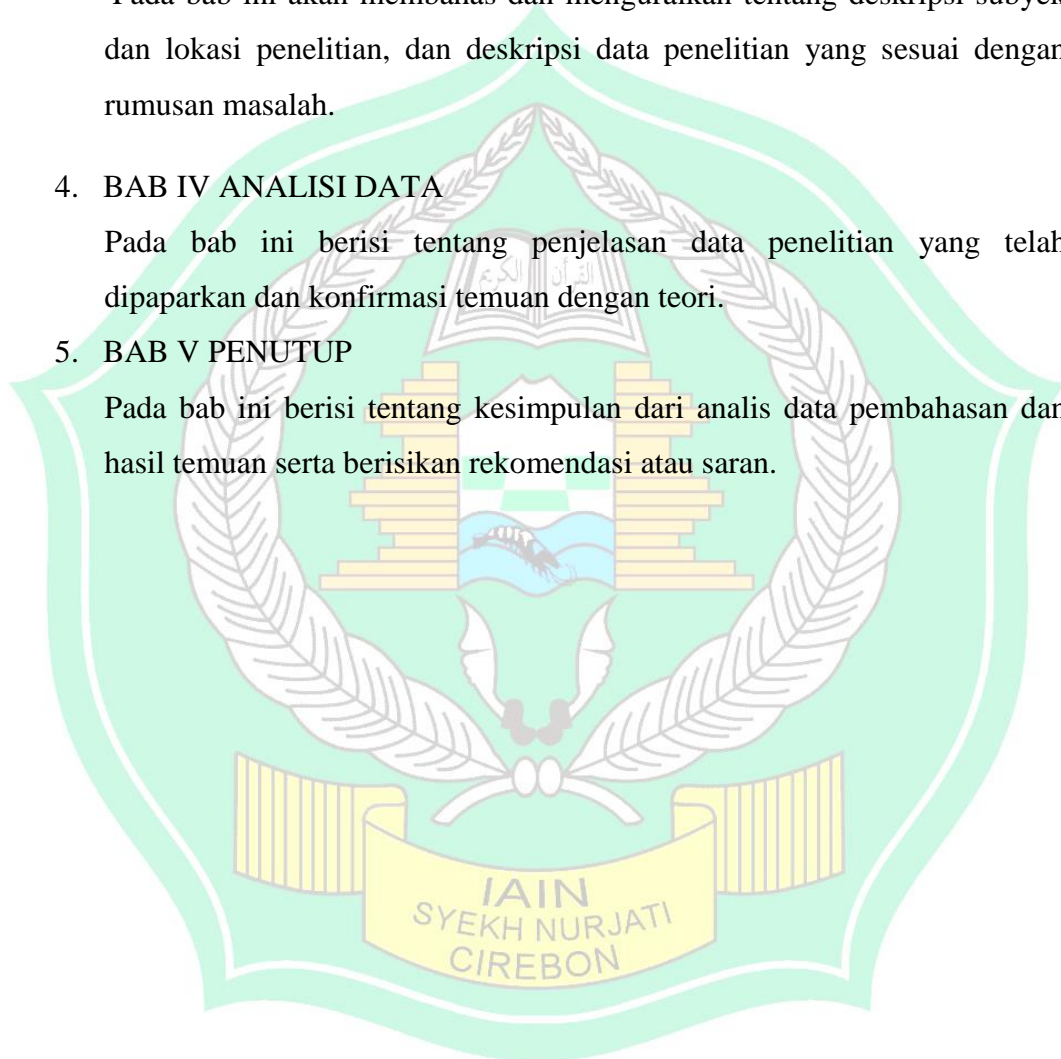 Pada bab ini akan membahas dan menguraikan tentang deskripsi subyek
dan lokasi penelitian, dan deskripsi data penelitian yang sesuai dengan
rumusan masalah.
4. BAB IV ANALISI DATA
Pada bab ini berisi tentang penjelasan data penelitian yang telah
dipaparkan dan konfirmasi temuan dengan teori.
5. BAB V PENUTUP
Pada bab ini berisi tentang kesimpulan dari analis data pembahasan dan
hasil temuan serta berisikan rekomendasi atau saran.
القرآن الكريم
IAIN
SYEKH NURJATI
CIREBON